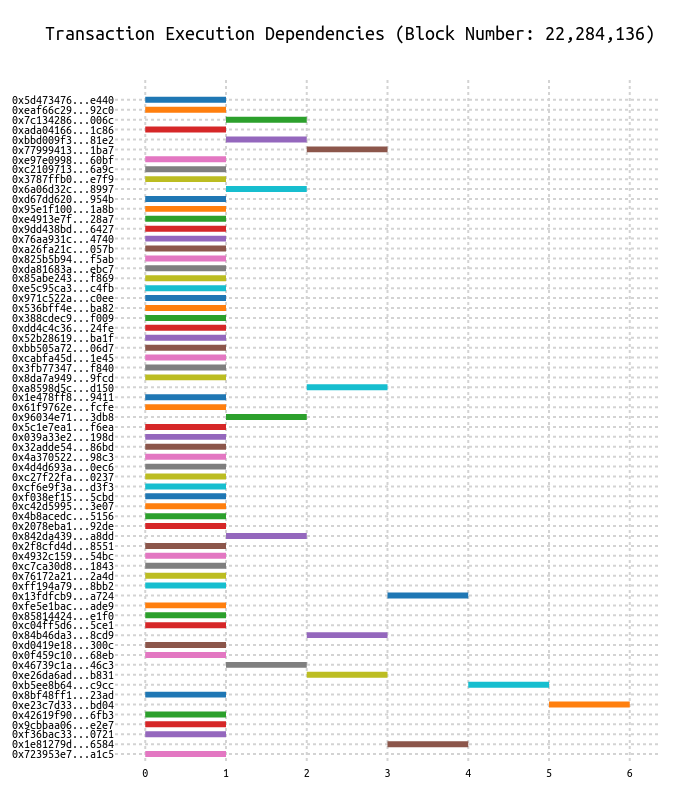 Transaction Execution Dependencies (Block Number: 22,284,136)
0x5d473476...e440
0xeaf66c29...92c0
0x7c134286...006c
0xada04166...1c86
0xbbd009f3...81e2
0x77999413...1ba7
0xe97e0998...60bf
0xc2109713...6a9c
0x3787ffb0...e7f9
0x6a06d32c...8997
0xd67dd620...954b
0x95e1f100...1a8b
0xe4913e7f...28a7
0x9dd438bd...6427
0x76aa931c...4740
0xa26fa21c...057b
0x825b5b94...f5ab
0xda81683a...ebc7
0x85abe243...f869
0xe5c95ca3...c4fb
0x971c522a...c0ee
0x536bff4e...ba82
0x388cdec9...f009
0xdd4c4c36...24fe
0x52b28619...ba1f
0xbb505a72...06d7
0xcabfa45d...1e45
0x3fb77347...f840
0x8da7a949...9fcd
0xa8598d5c...d150
0x1e478ff8...9411
0x61f9762e...fcfe
0x96034e71...3db8
0x5c1e7ea1...f6ea
0x039a33e2...198d
0x32adde54...86bd
0x4a370522...98c3
0x4d4d693a...0ec6
0xc27f22fa...0237
0xcf6e9f3a...d3f3
0xf038ef15...5cbd
0xc42d5995...3e07
0x4b8acedc...5156
0x2078eba1...92de
0x842da439...a8dd
0x2f8cfd4d...8551
0x4932c159...54bc
0xc7ca30d8...1843
0x76172a21...2a4d
0xff194a79...8bb2
0x13fdfcb9...a724
0xfe5e1bac...ade9
0x85814424...e1f0
0xc04ff5d6...5ce1
0x84b46da3...8cd9
0xd0419e18...300c
0x0f459c10...68eb
0x46739c1a...46c3
0xe26da6ad...b831
0xb5ee8b64...c9cc
0x8bf48ff1...23ad
0xe23c7d33...bd04
0x42619f90...6fb3
0x9cbbaa06...e2e7
0xf36bac33...0721
0x1e81279d...6584
0x723953e7...a1c5
0 1 2 3 4 5 6